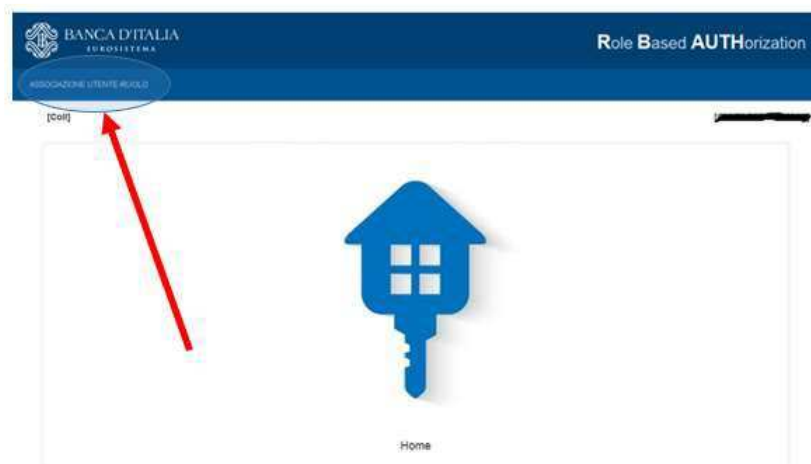 BANCA D'ITALIA
EUROSISTEMA
Role Based AUTHorization
ASSOCIAZIONE UTENTE-RUOLO
[Coll]
Home